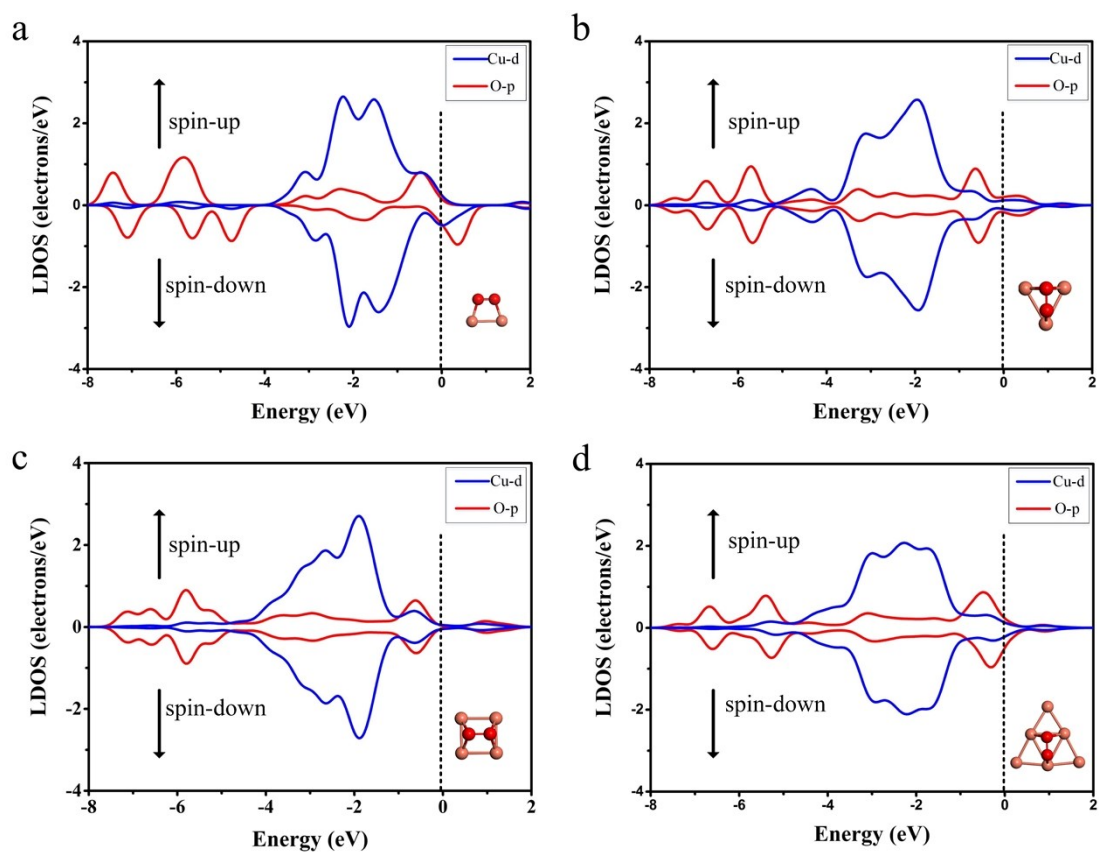 a
4
2
0
-2
-4
LDOS (electrons/eV)
spin-up
spin-down
Cu-d
O-p
-8
-6
-4
-2
0
2
Energy (eV)
b
4
2
0
-2
-4
LDOS (electrons/eV)
spin-up
spin-down
Cu-d
O-p
-8
-6
-4
-2
0
2
Energy (eV)
c
4
2
0
-2
-4
LDOS (electrons/eV)
spin-up
spin-down
Cu-d
O-p
-8
-6
-4
-2
0
2
Energy (eV)
d
4
2
0
-2
-4
LDOS (electrons/eV)
spin-up
spin-down
Cu-d
O-p
-8
-6
-4
-2
0
2
Energy (eV)